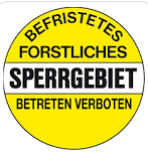 BEFRISTETES
FORSTLICHES
SPERRGEBIET
BETRETEN VERBOTEN